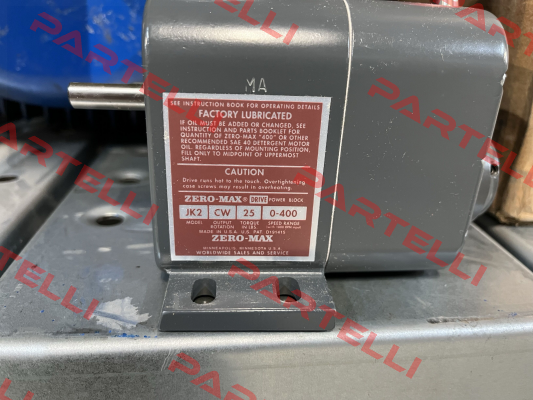 MA
SEE INSTRUCTION BOOK FOR OPERATING DETAILS
FACTORY LUBRICATED
IF OIL MUST BE ADDED OR CHANGED, SEE
INSTRUCTION AND PARTS BOOKLET FOR
QUANTITY OF ZERO-MAX "400" OR OTHER
RECOMMENDED SAE 40 DETERGENT MOTOR
OIL. REGARDLESS OF MOUNTING POSITION,
FILL ONLY TO MIDPOINT OF UPPERMOST
SHAFT.
CAUTION
Drive runs hot to the touch. Overtightening
case screws may result in overheating.
ZERO-MAX® DRIVE POWER BLOCK
JK2 CW 25 0-400
MODEL OUTPUT ROTATION TORQUE IN LBS. SPEED RANGE
MADE IN U.S.A. U.S. PAT.
ZERO-MAX
MINNEAPOLIS, MINNESOTA U.S.A.
WORLDWIDE SALES AND SERVICE
PARTELLI
PARTELLI
PARTELLI
PARTELLI
PARTELLI
PARTELLI
PARTELLI